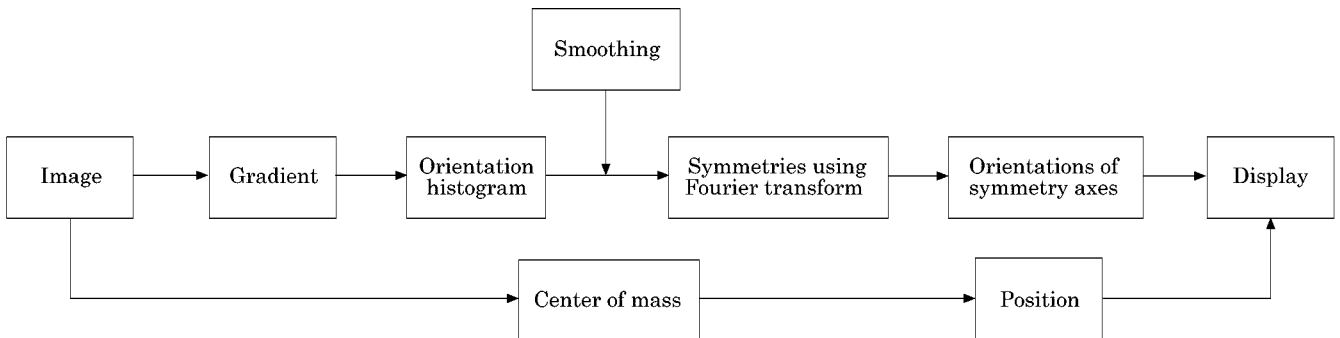 Smoothing
Image
Gradient
Orientation
histogram
Symmetries using
Fourier transform
Orientations of
symmetry axes
Display
Center of mass
Position